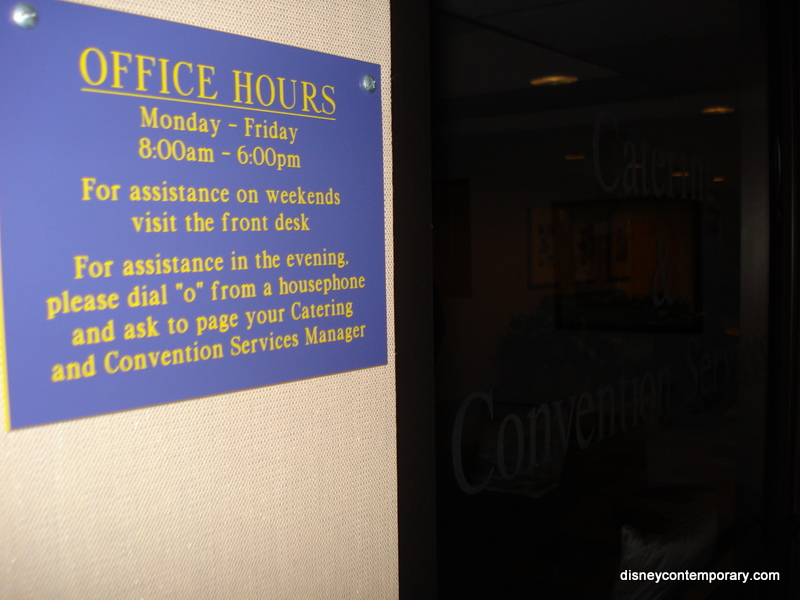 OFFICE HOURS
Monday - Friday
8:00am - 6:00pm
For assistance on weekends
visit the front desk
For assistance in the evening,
please dial "o" from a housephone
and ask to page your Catering
and Convention Services Manager
Catering
&
Convention
disneycontemporary.com